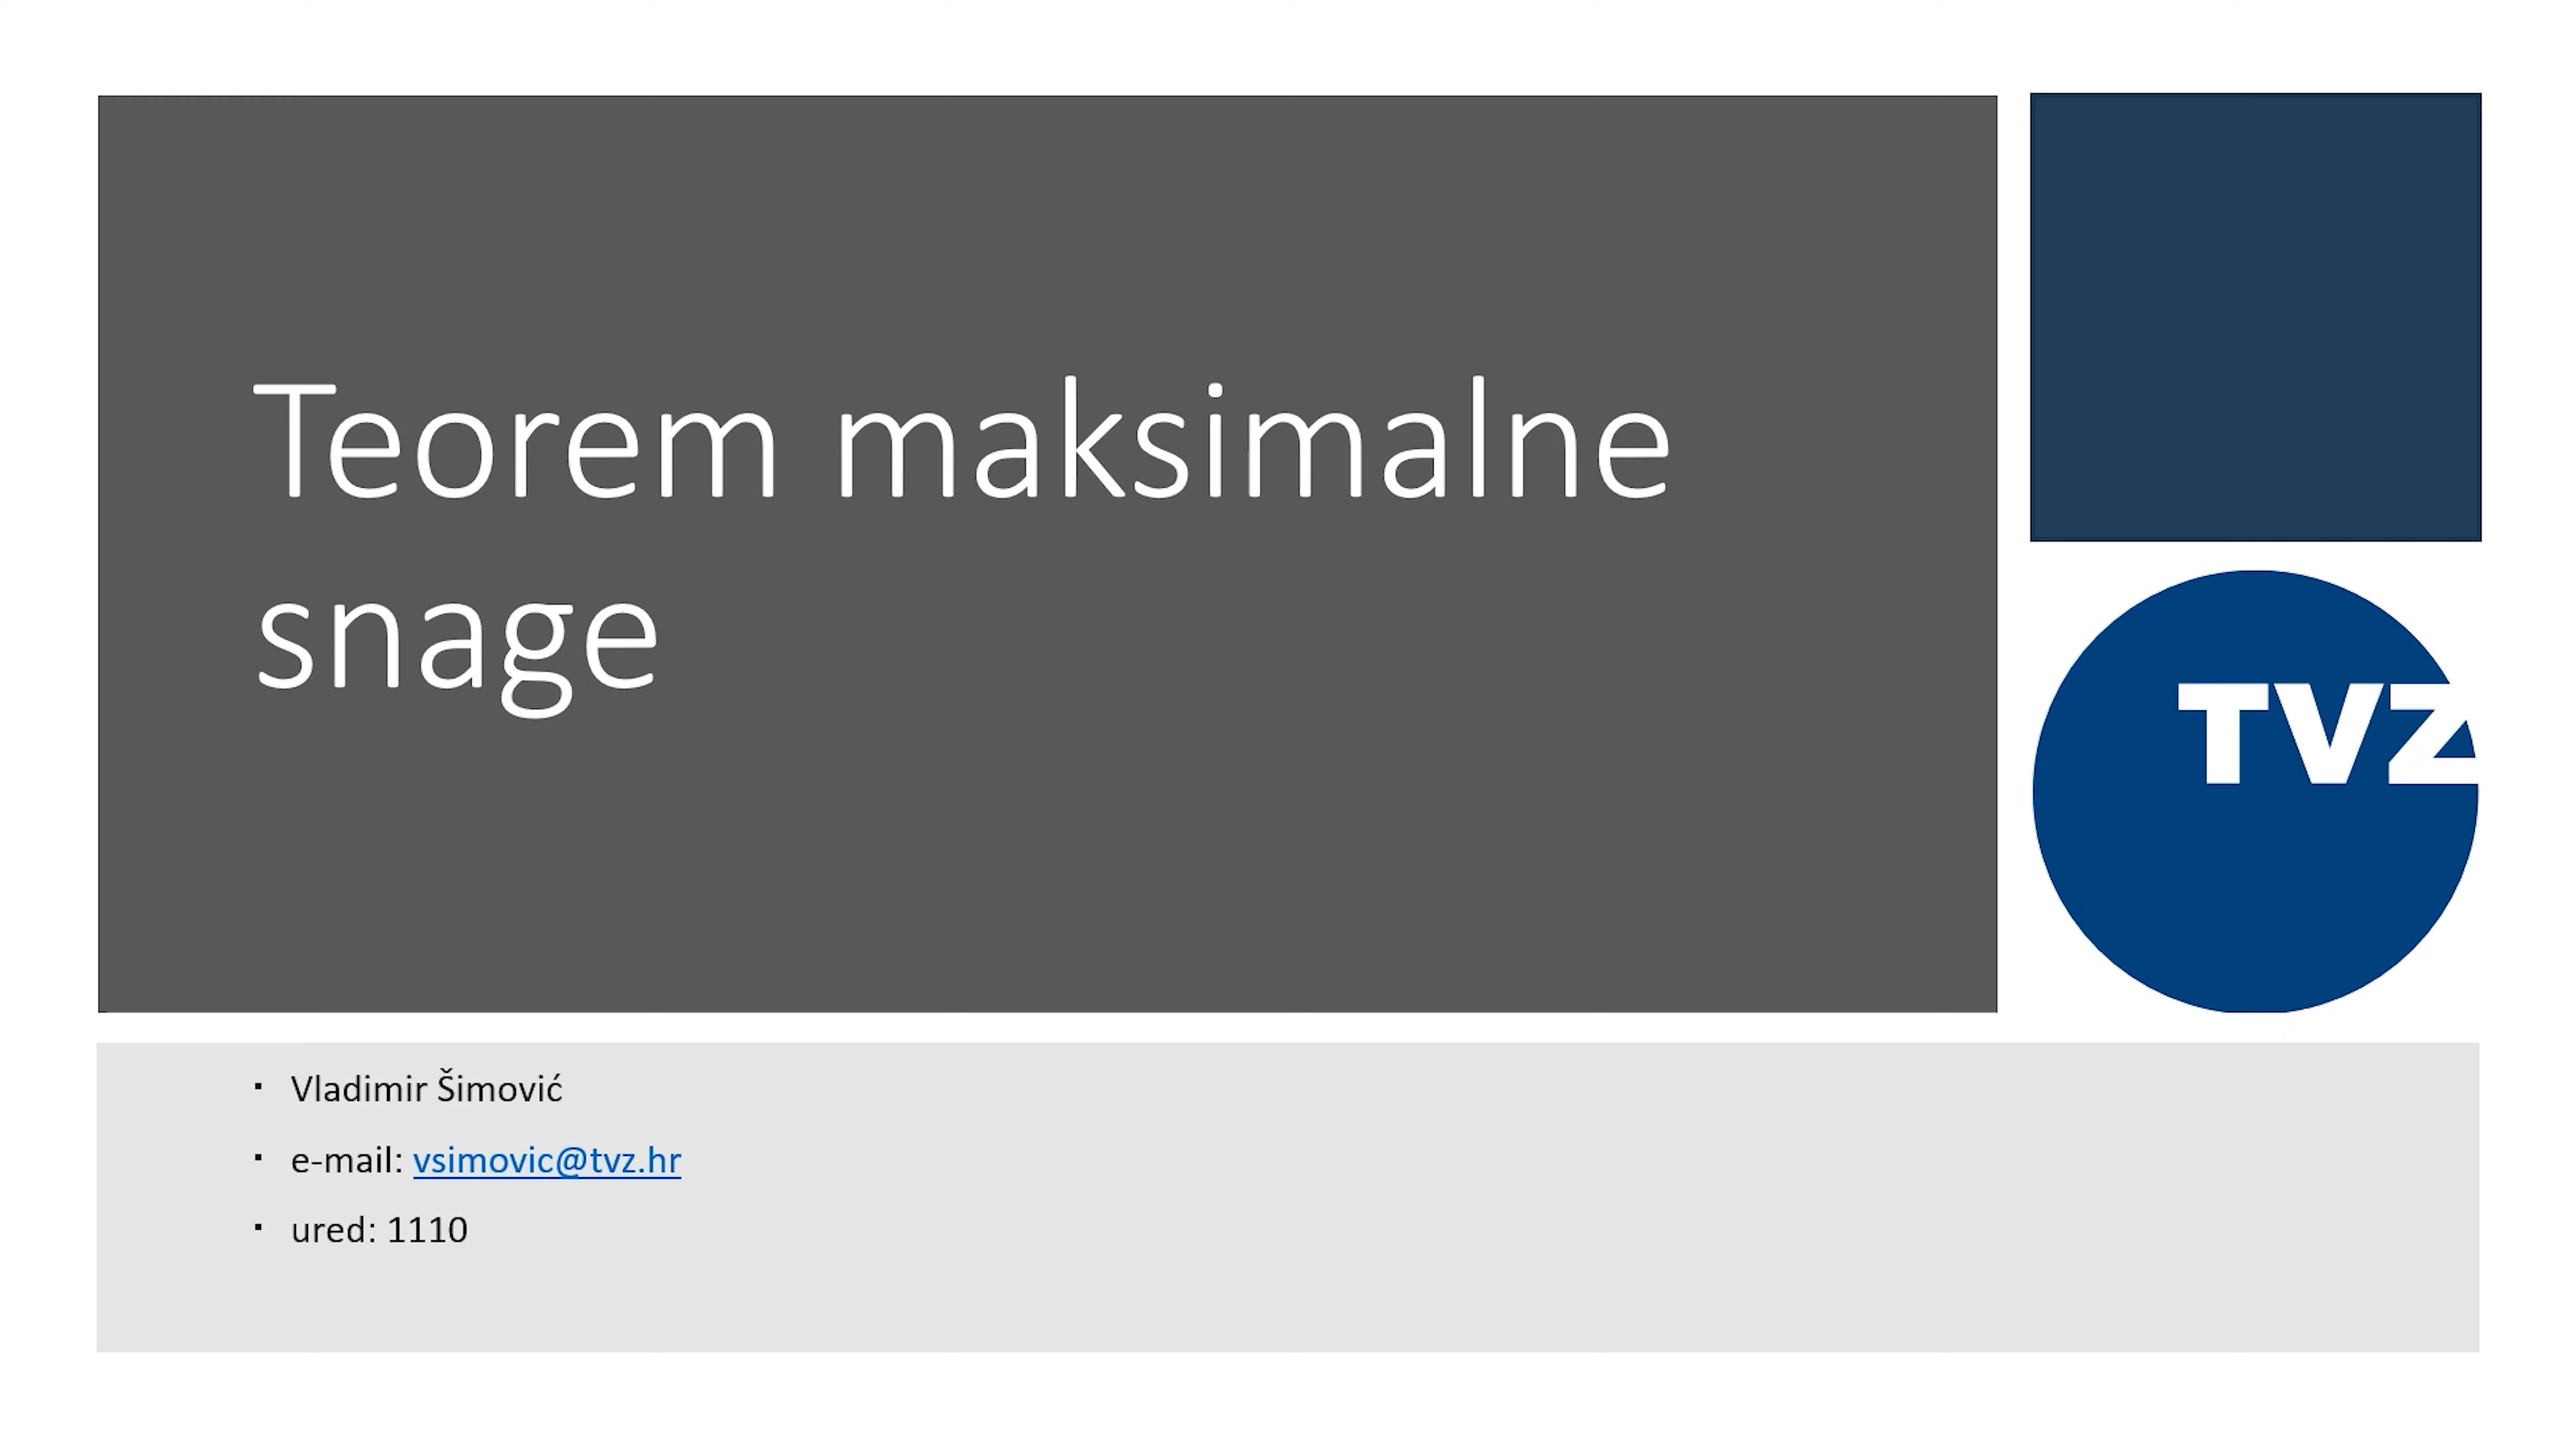 Teorem maksimalne
snage
TVZ
Vladimir Šimović
e-mail: vsimovic@tvz.hr
ured: 1110